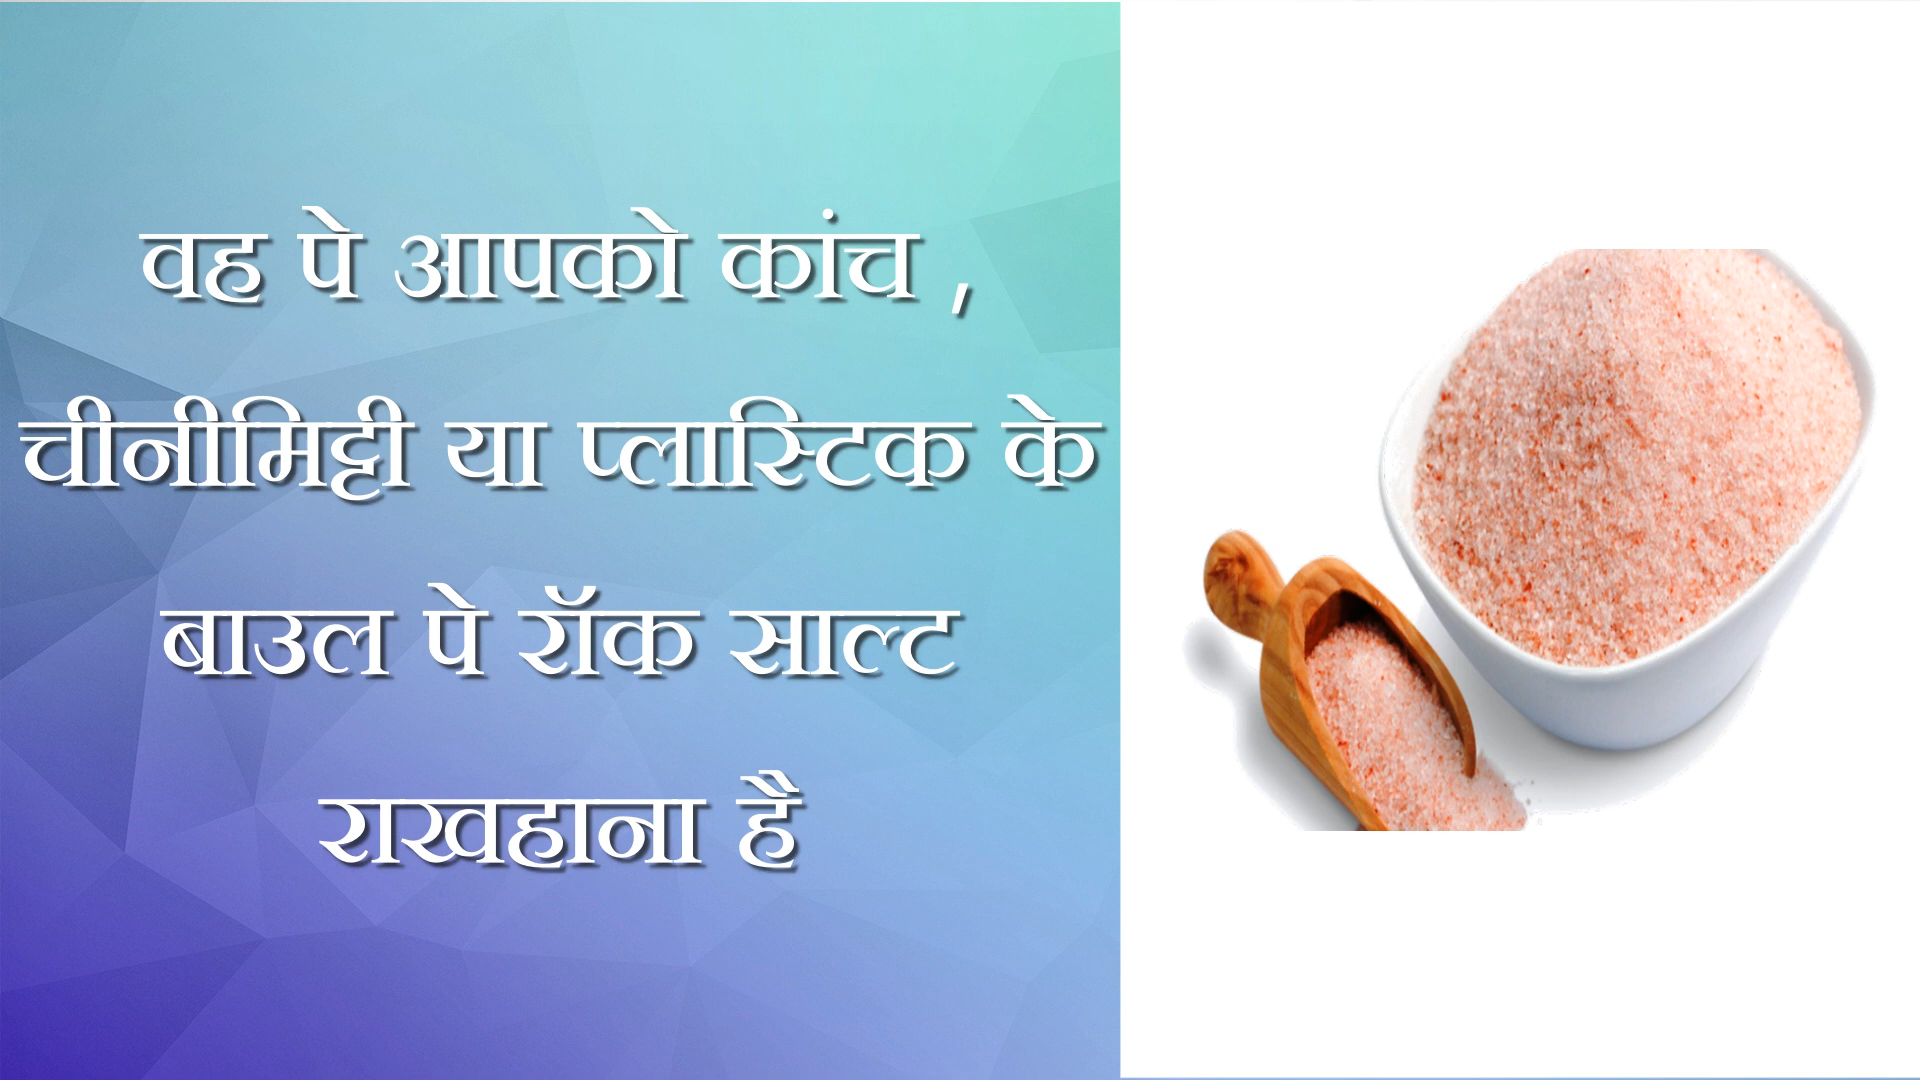 वह पे आपको कांच ,
चीनीमिट्टी या प्लास्टिक के
बाउल पे रॉक साल्ट
राखहाना है